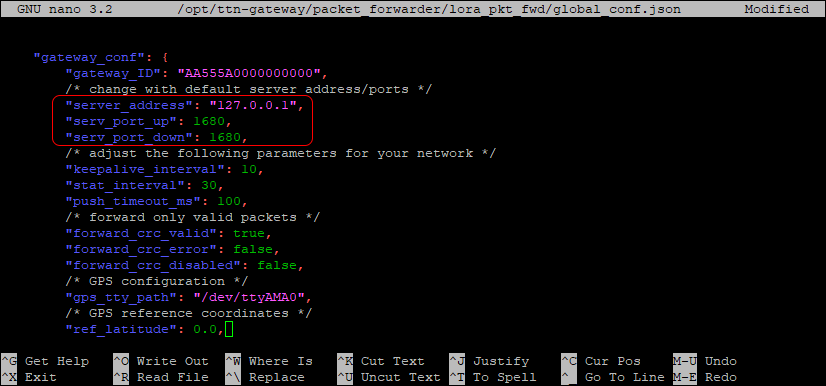 GNU nano 3.2 /opt/ttn-gateway/packet_forwarder/lora_pkt_fwd/global_conf.json Modified
"gateway_conf": {
"gateway_ID": "AA555A0000000000",
/* change with default server address/ports */
"server_address": "127.0.0.1",
"serv_port_up": 1680,
"serv_port_down": 1680,
/* adjust the following parameters for your network */
"keepalive_interval": 10,
"stat_interval": 30,
"push_timeout_ms": 100,
/* forward only valid packets */
"forward_crc_valid": true,
"forward_crc_error": false,
"forward_crc_disabled": false,
/* GPS configuration */
"gps_tty_path": "/dev/ttyAMA0",
/* GPS reference coordinates */
"ref_latitude": 0.0,
^G Get Help ^O Write Out ^W Where Is ^K Cut Text ^J Justify ^C Cur Pos M-U Undo
^X Exit ^R Read File ^\ Replace ^U Uncut Text ^T To Spell ^_ Go To Line M-E Redo